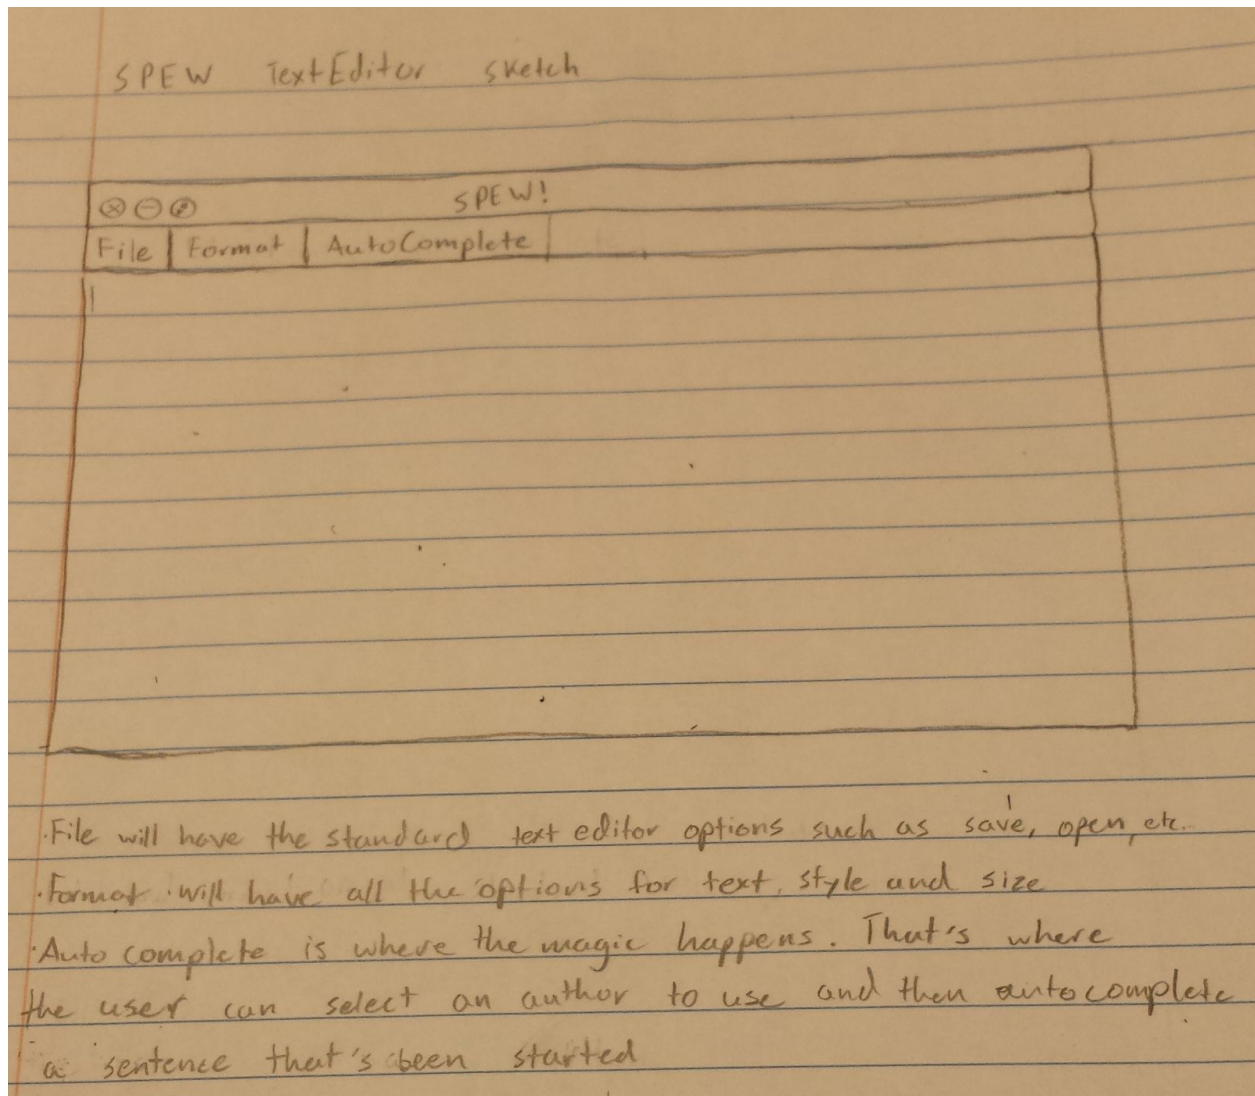 SPEW TextEditor Sketch
SPEW!
File Format AutoComplete
·File will have the standard text editor options such as save, open, etc.
·Format will have all the options for text, style and size
·Auto complete is where the magic happens. That's where
the user can select an author to use and then autocomplete
a sentence that's been started